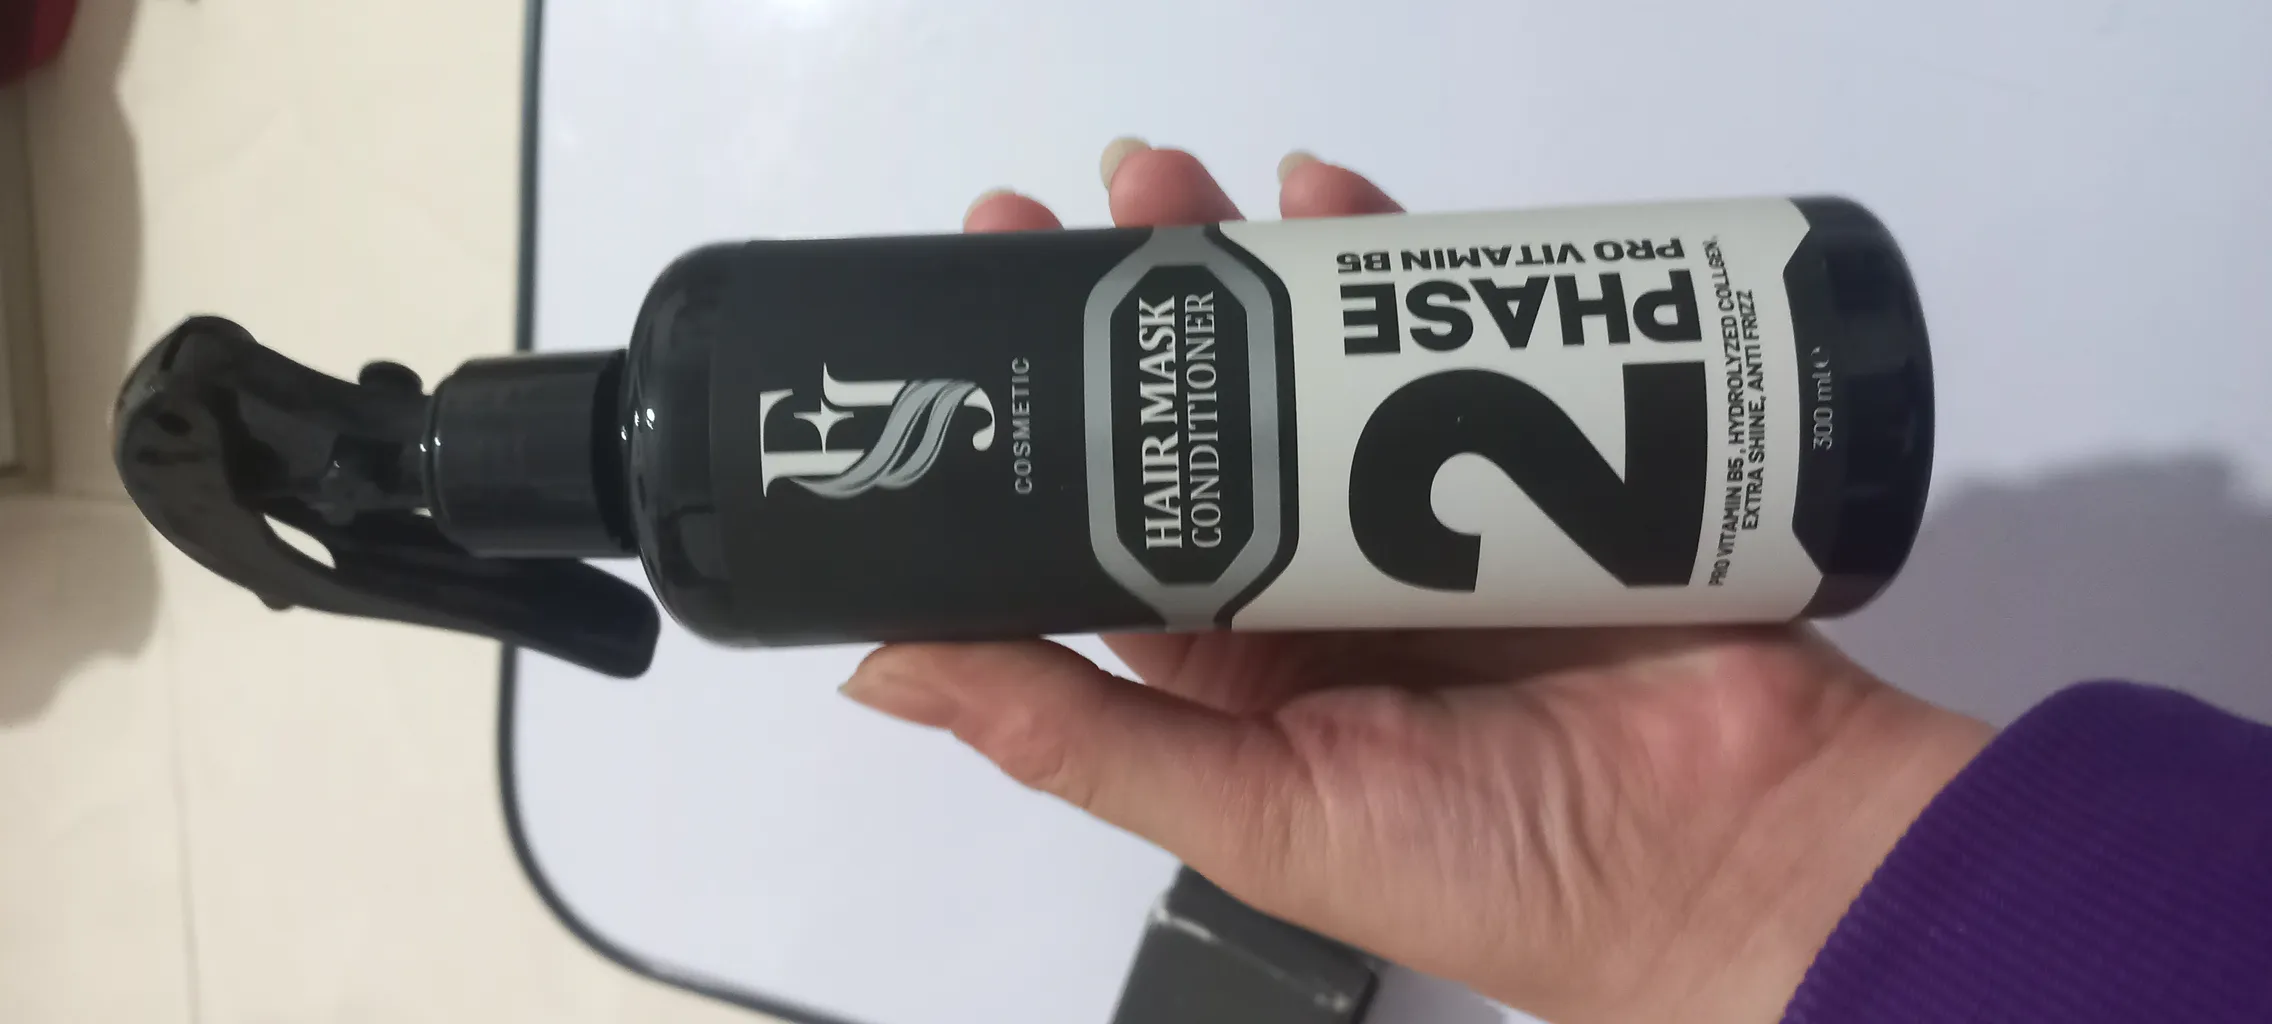 FJ
COSMETIC
HAIR MASK
CONDITIONER
2 PHASE
PRO VITAMIN B5
PRO VITAMIN B5, HYDROLYZED COLLGEN,
EXTRA SHINE, ANTI FRIZZ
300 ml e